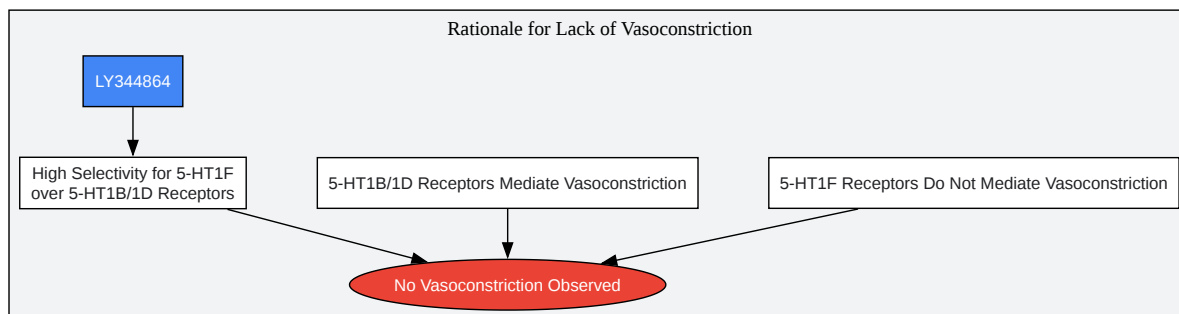 Rationale for Lack of Vasoconstriction
LY344864
High Selectivity for 5-HT1F
over 5-HT1B/1D Receptors
5-HT1B/1D Receptors Mediate Vasoconstriction
5-HT1F Receptors Do Not Mediate Vasoconstriction
No Vasoconstriction Observed